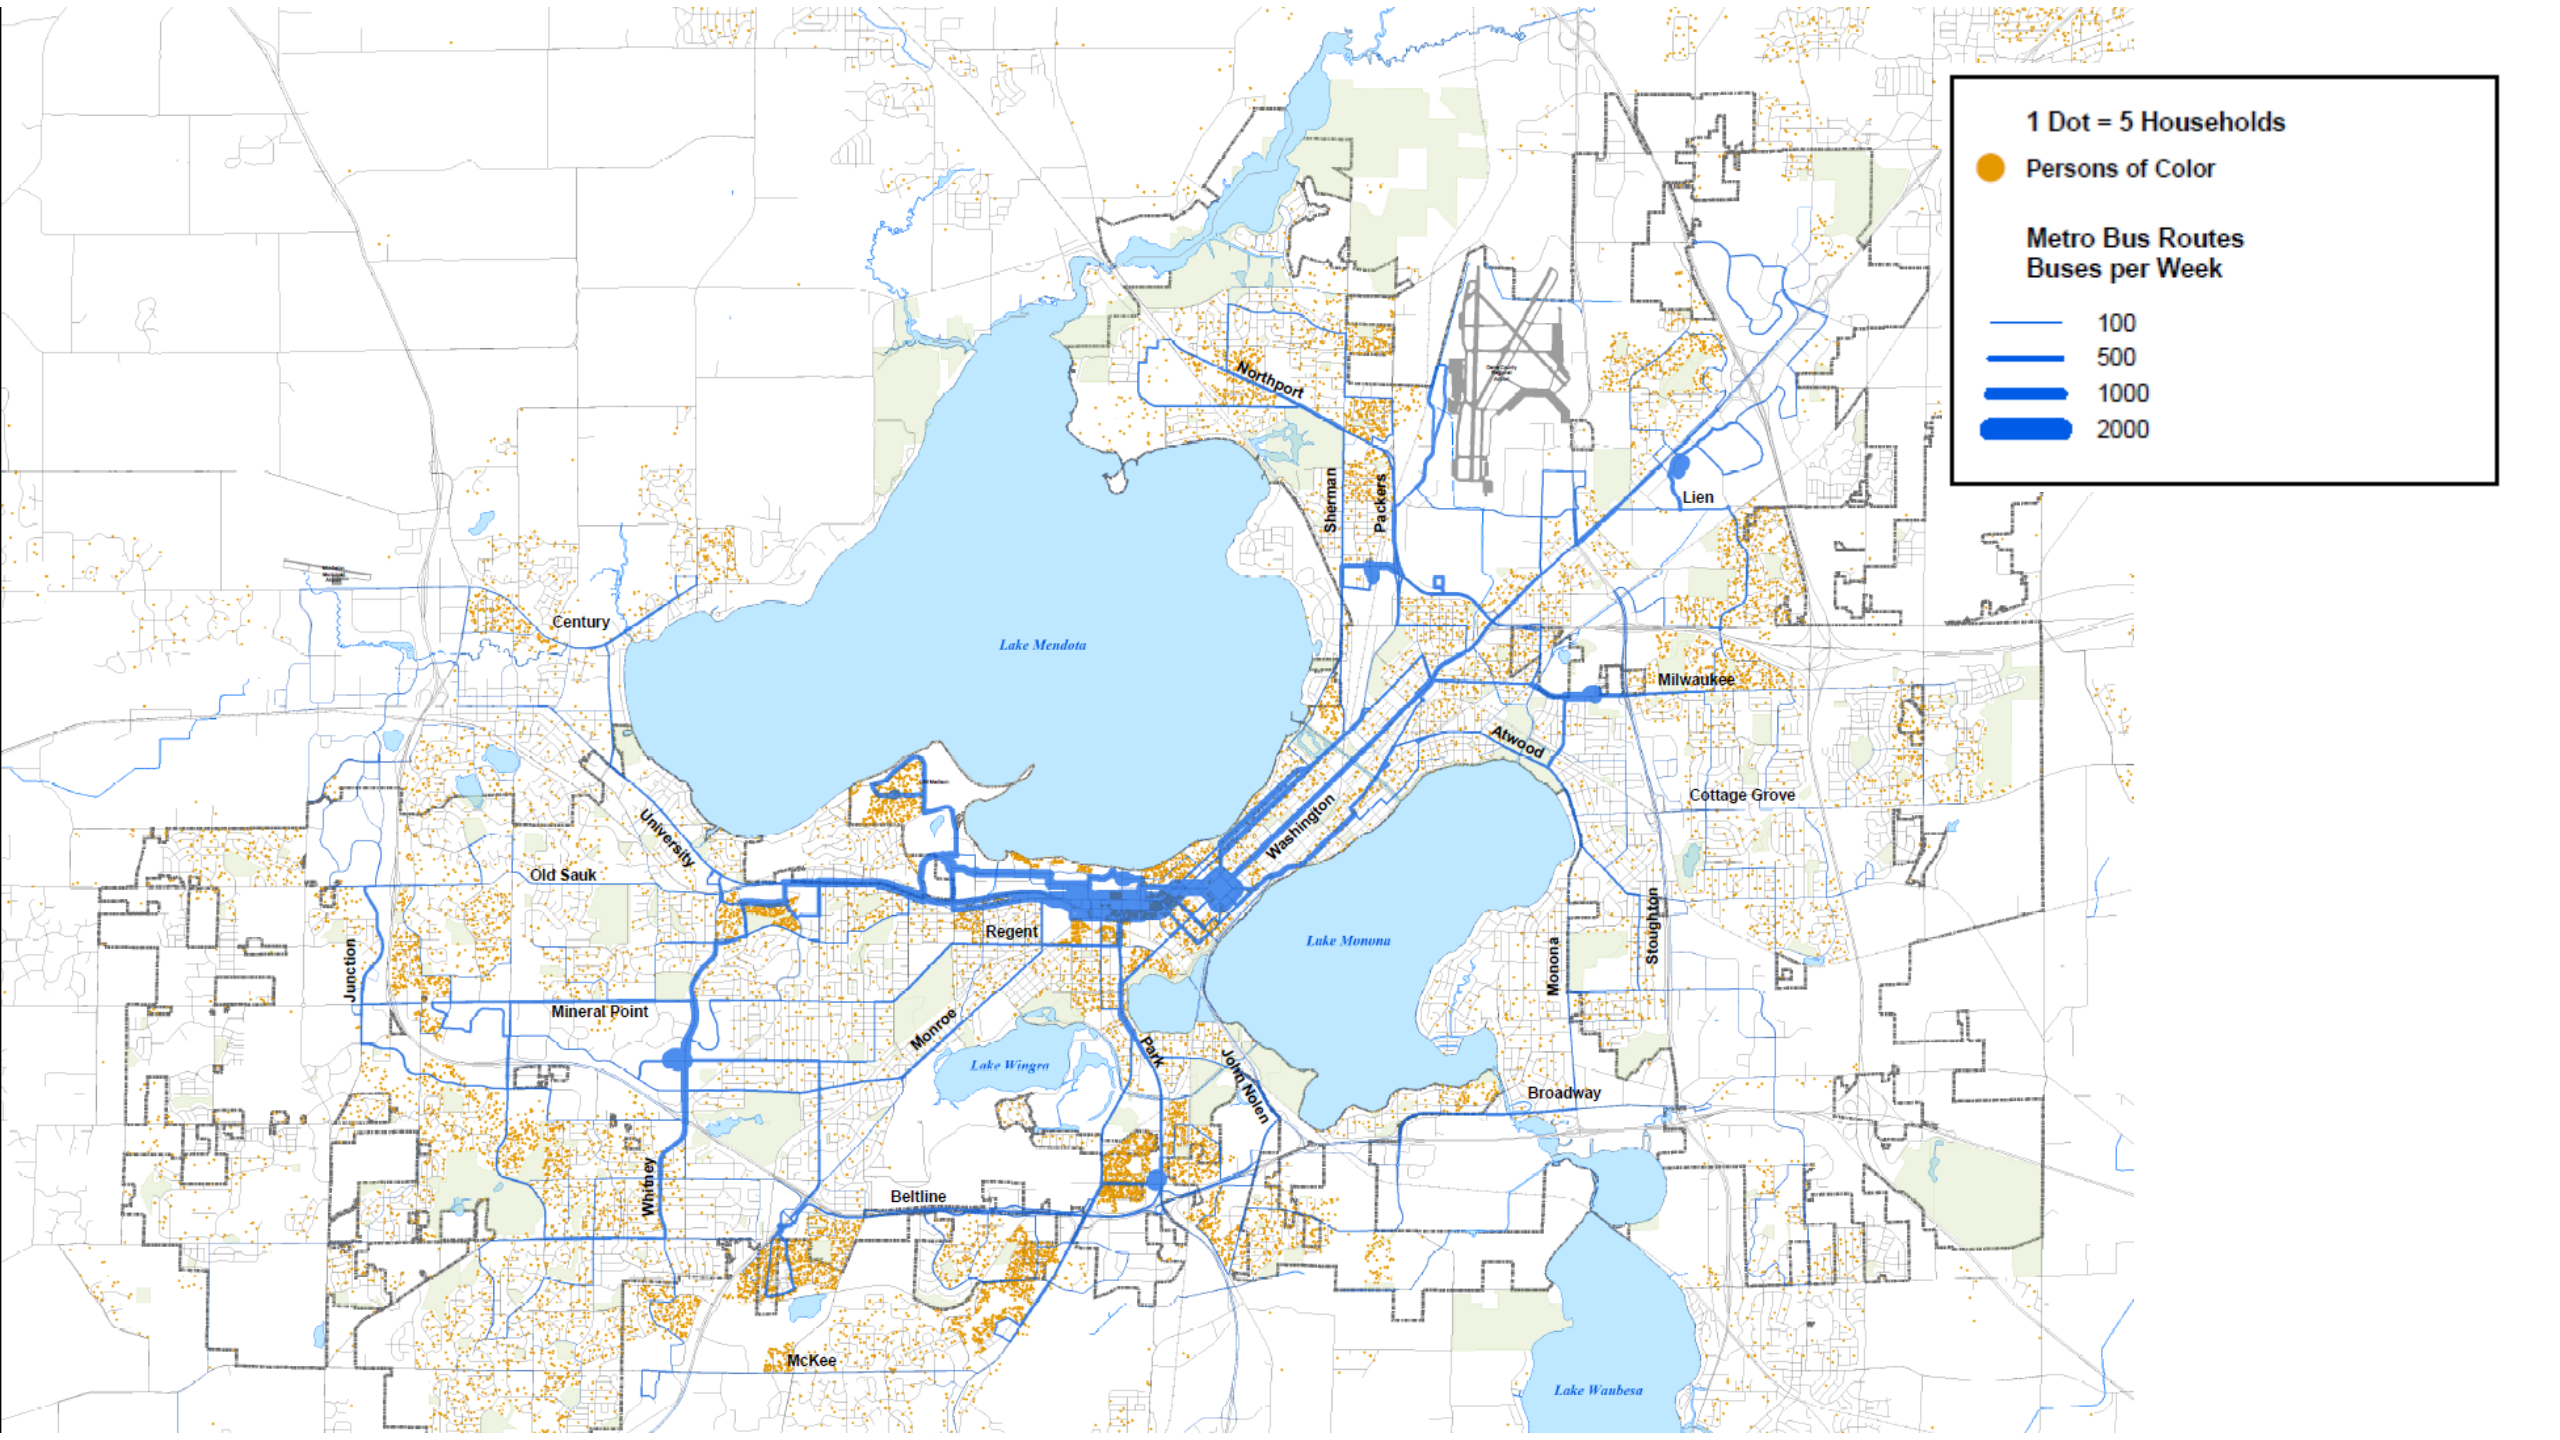 1 Dot = 5 Households
Persons of Color
Metro Bus Routes
Buses per Week
100
500
1000
2000
Northport
Sherman
Packers
Lien
Century
Lake Mendota
Milwaukee
Atwood
Cottage Grove
University
Washington
Old Sauk
Regent
Lake Monona
Junction
Monona
Stoughton
Mineral Point
Monroe
Park
John Nolen
Lake Wingra
Broadway
Whitney
Beltline
McKee
Lake Waubesa